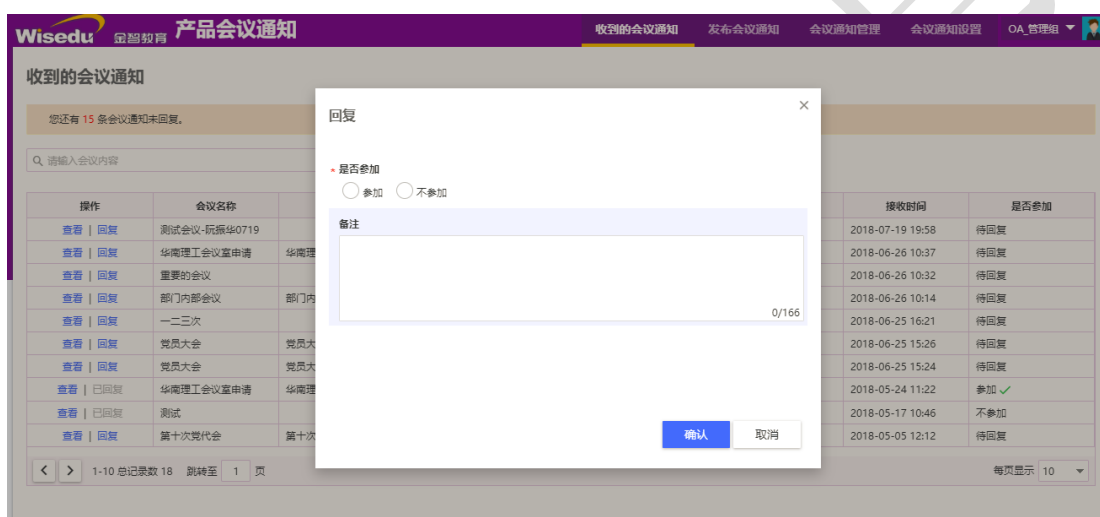 Wisedu 金智教育 产品会议通知 收到的会议通知 发布会议通知 会议通知管理 会议通知设置 OA_管理组
收到的会议通知
您还有 15 条会议通知未回复。
请输入会议内容
回复
* 是否参加
参加 不参加
备注
0/166
确认 取消
操作 会议名称 接收时间 是否参加
查看 | 回复 测试会议-阮振华0719 2018-07-19 19:58 待回复
查看 | 回复 华南理工会议室申请 华南理 2018-06-26 10:37 待回复
查看 | 回复 重要的会议 2018-06-26 10:32 待回复
查看 | 回复 部门内部会议 部门内 2018-06-26 10:14 待回复
查看 | 回复 一二三次 2018-06-25 16:21 待回复
查看 | 回复 党员大会 党员大 2018-06-25 15:26 待回复
查看 | 回复 党员大会 党员大 2018-06-25 15:24 待回复
查看 | 已回复 华南理工会议室申请 华南理 2018-05-24 11:22 参加
查看 | 已回复 测试 2018-05-17 10:46 不参加
查看 | 回复 第十次党代会 第十次 2018-05-05 12:12 待回复
1-10 总记录数 18 跳转至 1 页 每页显示 10